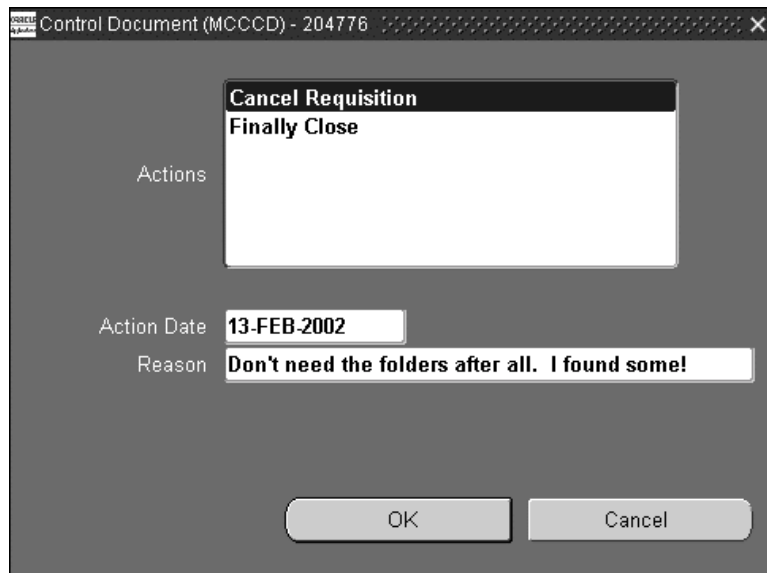 ORACLE
Control Document (MCCCD) - 204776
Actions
Cancel Requisition
Finally Close
Action Date
13-FEB-2002
Reason
Don't need the folders after all.  I found some!
OK
Cancel